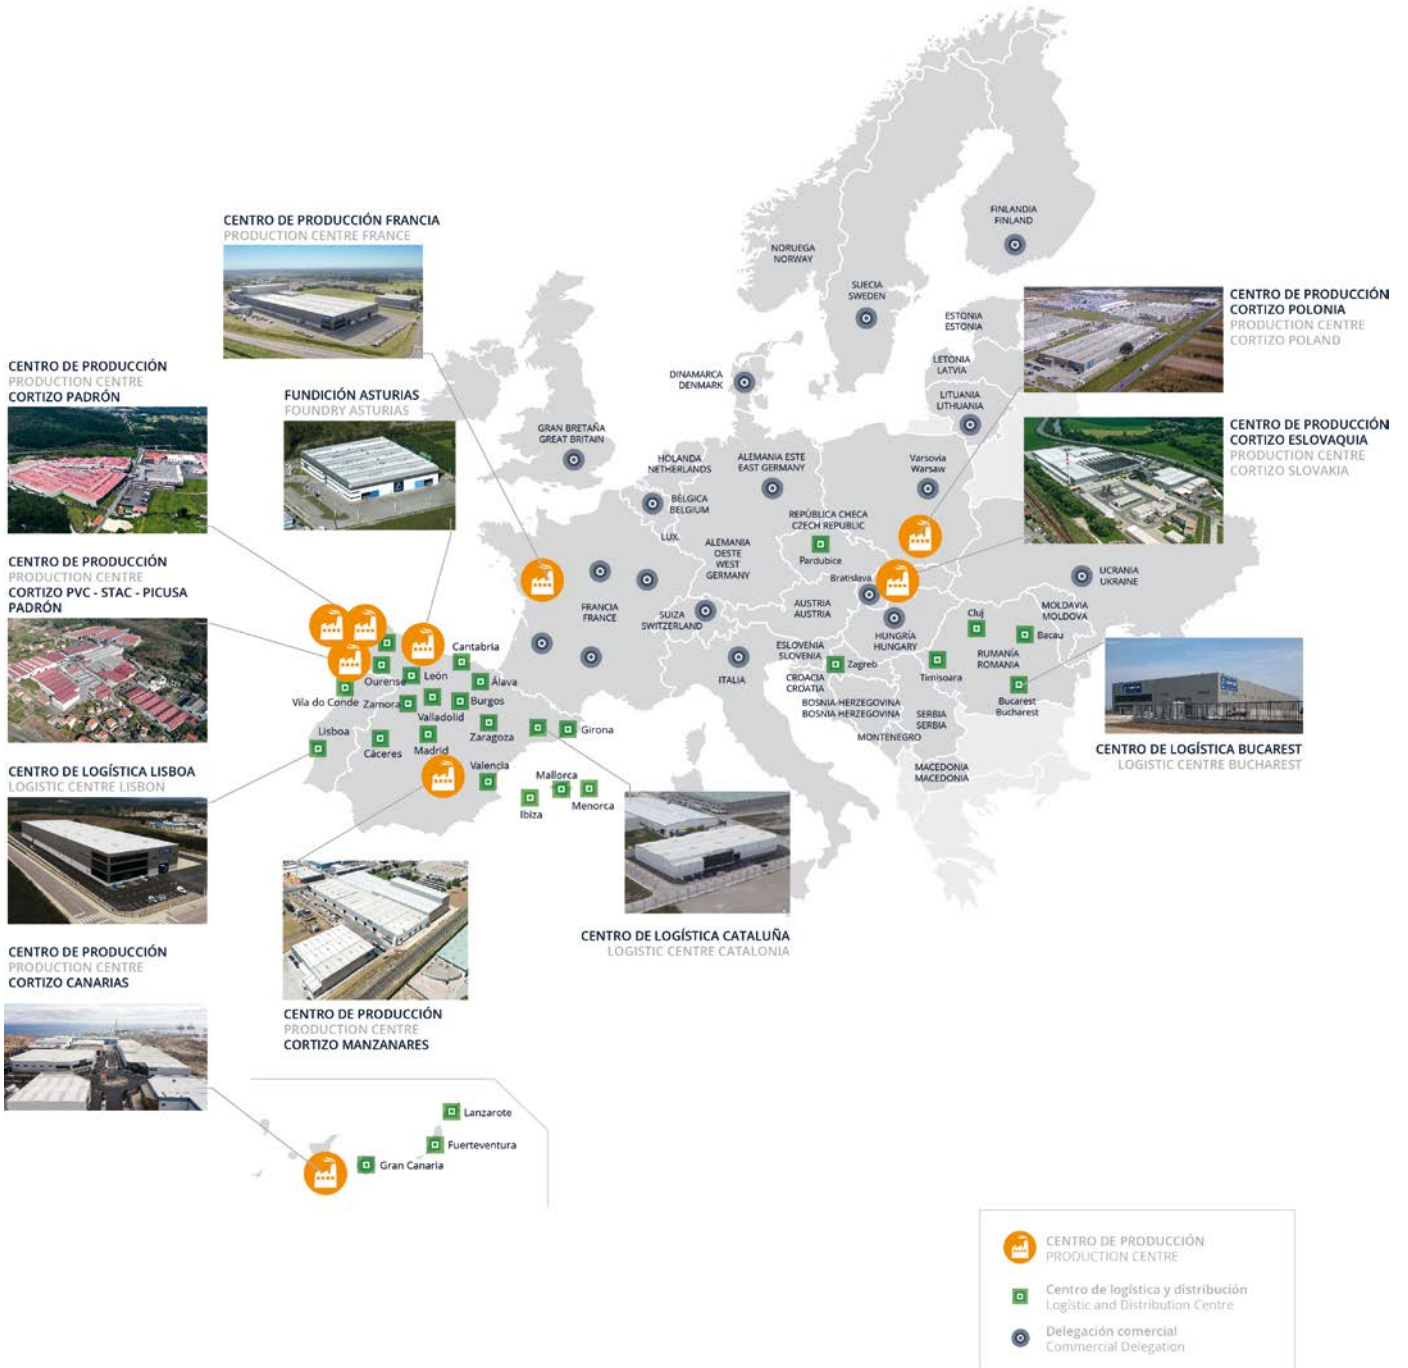 CENTRO DE PRODUCCIÓN FRANCIA
PRODUCTION CENTRE FRANCE
CENTRO DE PRODUCCIÓN
PRODUCTION CENTRE
CORTIZO PADRÓN
FUNDICIÓN ASTURIAS
FOUNDRY ASTURIAS
CENTRO DE PRODUCCIÓN
PRODUCTION CENTRE
CORTIZO PVC - STAC - PICUSA
PADRÓN
CENTRO DE LOGÍSTICA LISBOA
LOGISTIC CENTRE LISBON
CENTRO DE PRODUCCIÓN
PRODUCTION CENTRE
CORTIZO CANARIAS
CENTRO DE PRODUCCIÓN
PRODUCTION CENTRE
CORTIZO MANZANARES
CENTRO DE LOGÍSTICA CATALUÑA
LOGISTIC CENTRE CATALONIA
CENTRO DE PRODUCCIÓN
CORTIZO POLONIA
PRODUCTION CENTRE
CORTIZO POLAND
CENTRO DE PRODUCCIÓN
CORTIZO ESLOVAQUIA
PRODUCTION CENTRE
CORTIZO SLOVAKIA
CENTRO DE LOGÍSTICA BUCAREST
LOGISTIC CENTRE BUCHAREST
FINLANDIA
FINLAND
NORUEGA
NORWAY
SUECIA
SWEDEN
ESTONIA
ESTONIA
LETONIA
LATVIA
LITUANIA
LITHUANIA
DINAMARCA
DENMARK
GRAN BRETAÑA
GREAT BRITAIN
HOLANDA
NETHERLANDS
ALEMANIA ESTE
EAST GERMANY
Varsovia
Warsaw
BÉLGICA
BELGIUM
LUX.
REPÚBLICA CHECA
CZECH REPUBLIC
Pardubice
ALEMANIA
OESTE
WEST
GERMANY
Bratislava
UCRANIA
UKRAINE
FRANCIA
FRANCE
SUIZA
SWITZERLAND
AUSTRIA
AUSTRIA
HUNGRÍA
HUNGARY
MOLDAVIA
MOLDOVA
Cluj
Bacau
RUMANÍA
ROMANIA
Timisoara
Bucarest
Bucharest
ESLOVENIA
SLOVENIA
Zagreb
CROACIA
CROATIA
ITALIA
BOSNIA-HERZEGOVINA
BOSNIA HERZEGOVINA
SERBIA
SERBIA
MONTENEGRO
MACEDONIA
MACEDONIA
Cantabria
Ourense
León
Álava
Vila do Conde
Zamora
Burgos
Valladolid
Lisboa
Cáceres
Madrid
Zaragoza
Girona
Valencia
Mallorca
Ibiza
Menorca
Lanzarote
Fuerteventura
Gran Canaria
CENTRO DE PRODUCCIÓN
PRODUCTION CENTRE
Centro de logística y distribución
Logistic and Distribution Centre
Delegación comercial
Commercial Delegation